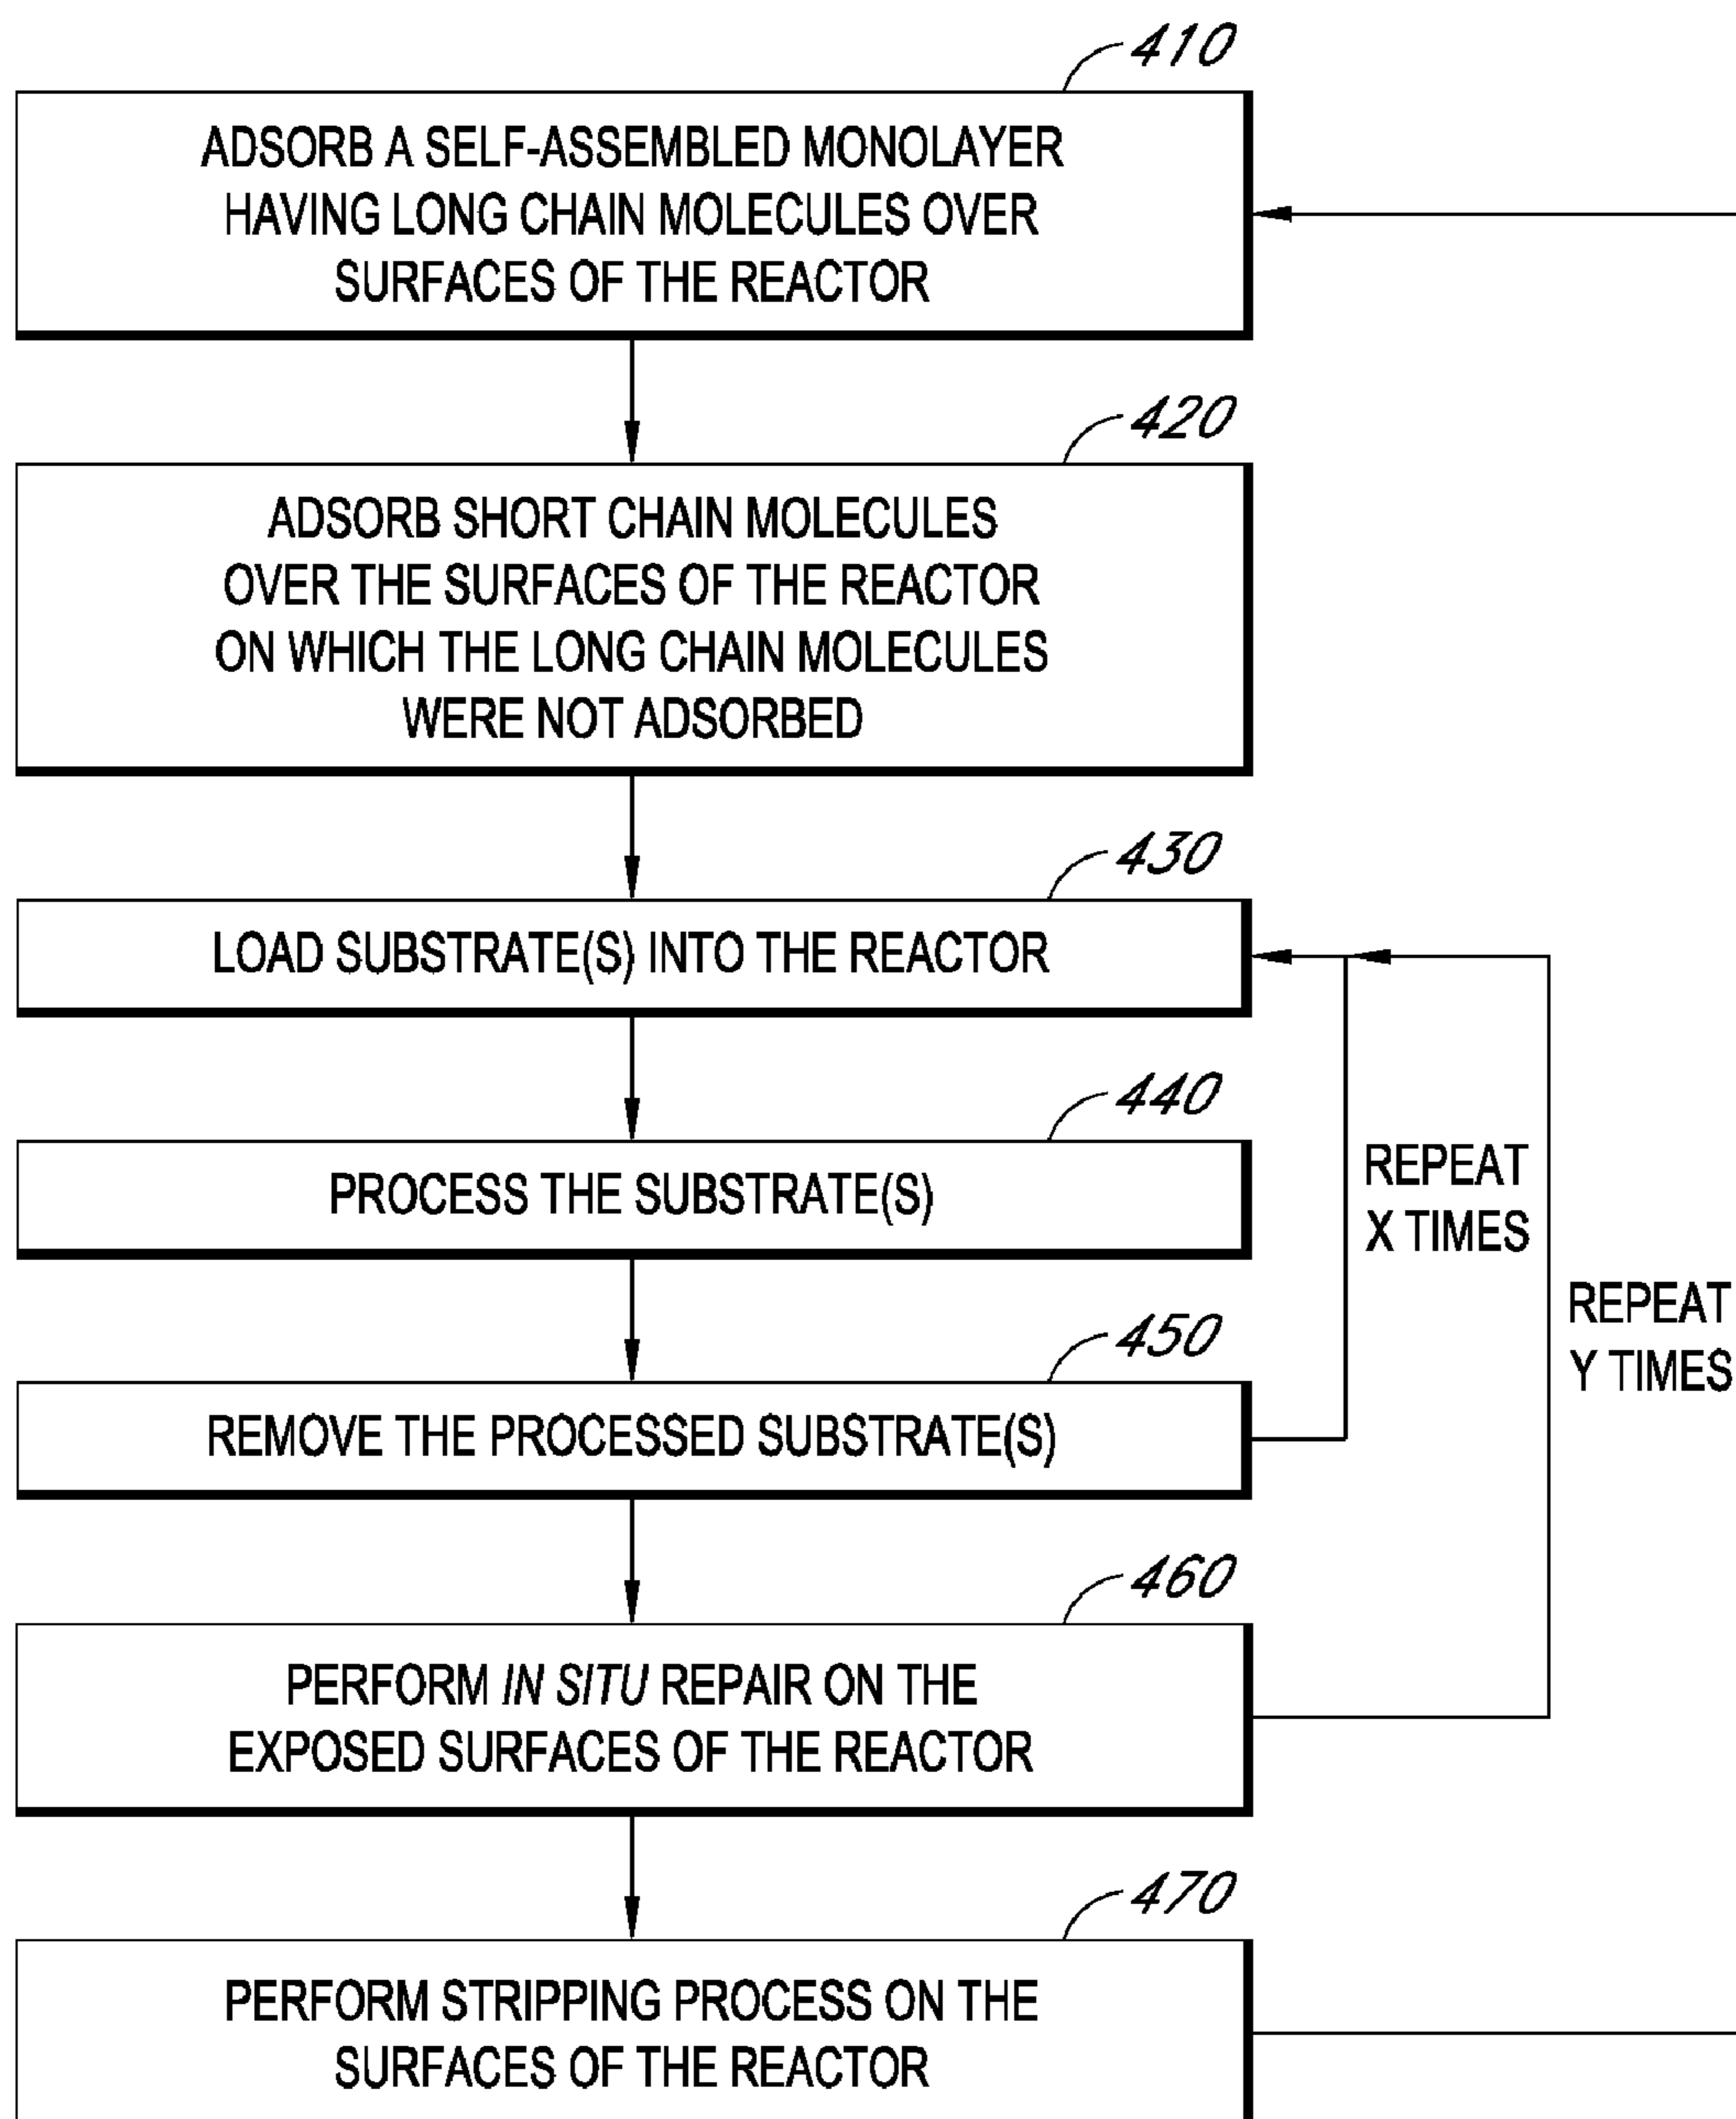 410
ADSORB A SELF-ASSEMBLED MONOLAYER
HAVING LONG CHAIN MOLECULES OVER
SURFACES OF THE REACTOR
420
ADSORB SHORT CHAIN MOLECULES
OVER THE SURFACES OF THE REACTOR
ON WHICH THE LONG CHAIN MOLECULES
WERE NOT ADSORBED
430
LOAD SUBSTRATE(S) INTO THE REACTOR
440
PROCESS THE SUBSTRATE(S)
REPEAT
X TIMES
REPEAT
Y TIMES
450
REMOVE THE PROCESSED SUBSTRATE(S)
460
PERFORM IN SITU REPAIR ON THE
EXPOSED SURFACES OF THE REACTOR
470
PERFORM STRIPPING PROCESS ON THE
SURFACES OF THE REACTOR